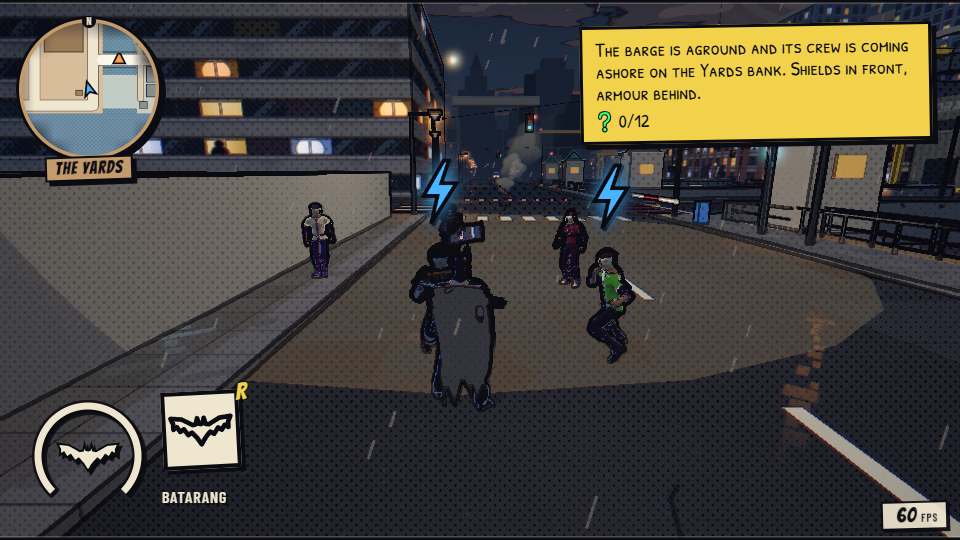 N
THE BARGE IS AGROUND AND ITS CREW IS COMING
ASHORE ON THE YARDS BANK. SHIELDS IN FRONT,
ARMOUR BEHIND.
? 0/12
THE YARDS
R
BATARANG
60 FPS